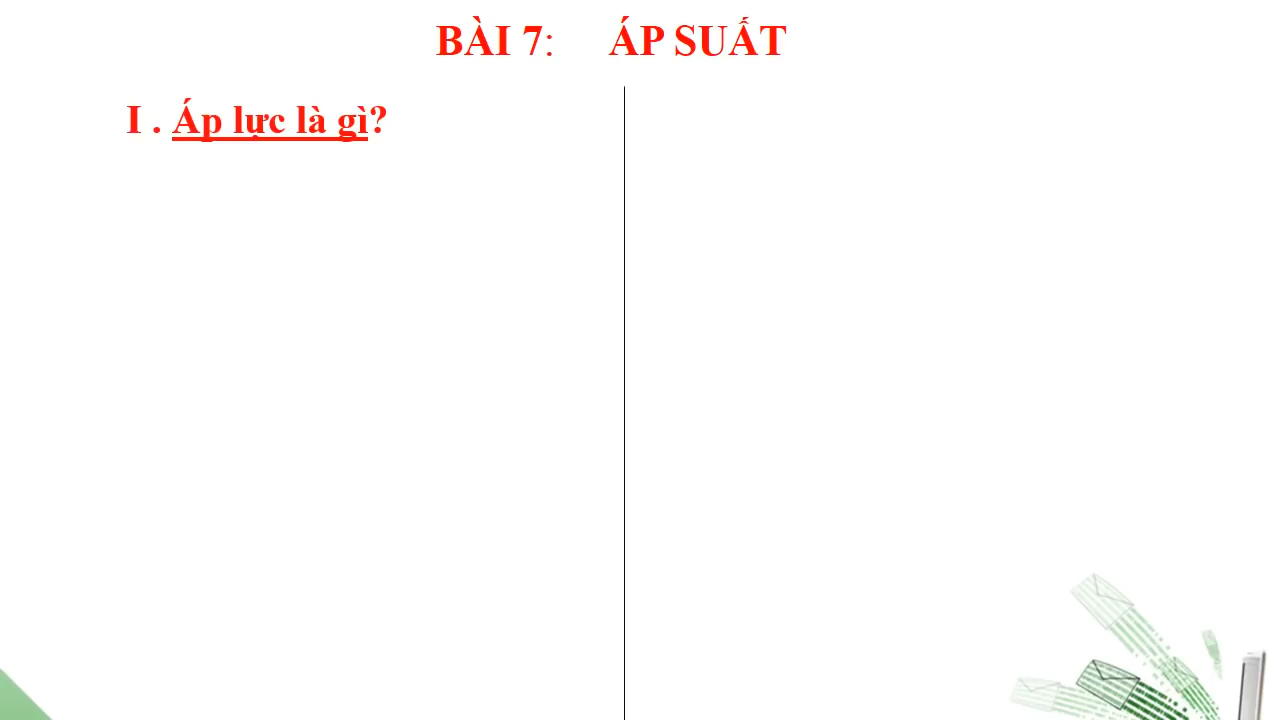 BÀI 7: ÁP SUẤT
I . Áp lực là gì?